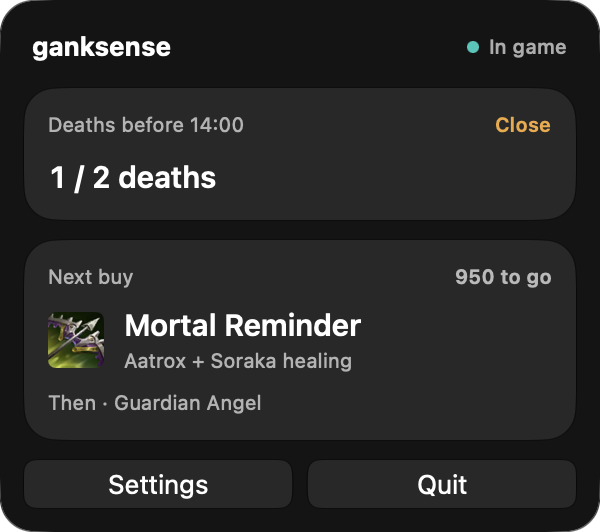 ganksense
In game
Deaths before 14:00
Close
1 / 2 deaths
Next buy
950 to go
Mortal Reminder
Aatrox + Soraka healing
Then · Guardian Angel
Settings
Quit